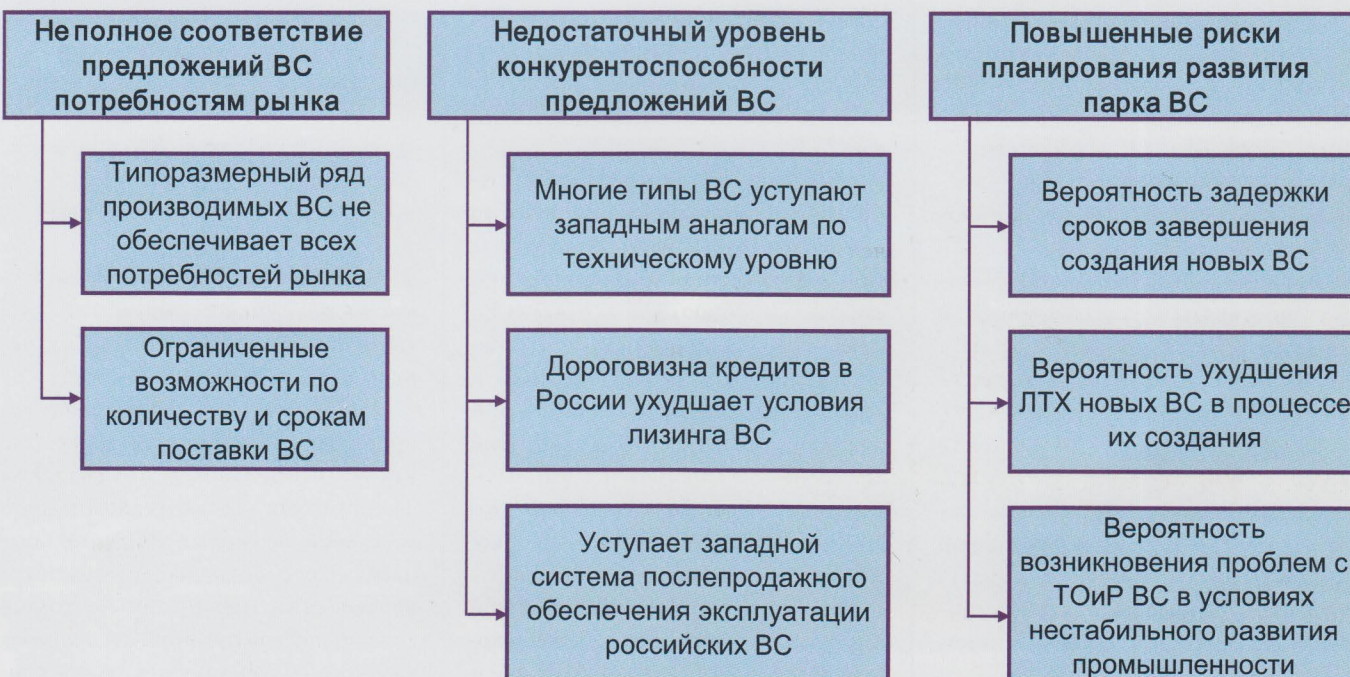 Неполное соответствие
предложений ВС
потребностям рынка
Типоразмерный ряд
производимых ВС не
обеспечивает всех
потребностей рынка
Ограниченные
возможности по
количеству и срокам
поставки ВС
Недостаточный уровень
конкурентоспособности
предложений ВС
Многие типы ВС уступают
западным аналогам по
техническому уровню
Дороговизна кредитов в
России ухудшает условия
лизинга ВС
Уступает западной
система послепродажного
обеспечения эксплуатации
российских ВС
Повышенные риски
планирования развития
парка ВС
Вероятность задержки
сроков завершения
создания новых ВС
Вероятность ухудшения
ЛТХ новых ВС в процессе
их создания
Вероятность
возникновения проблем с
ТОиР ВС в условиях
нестабильного развития
промышленности